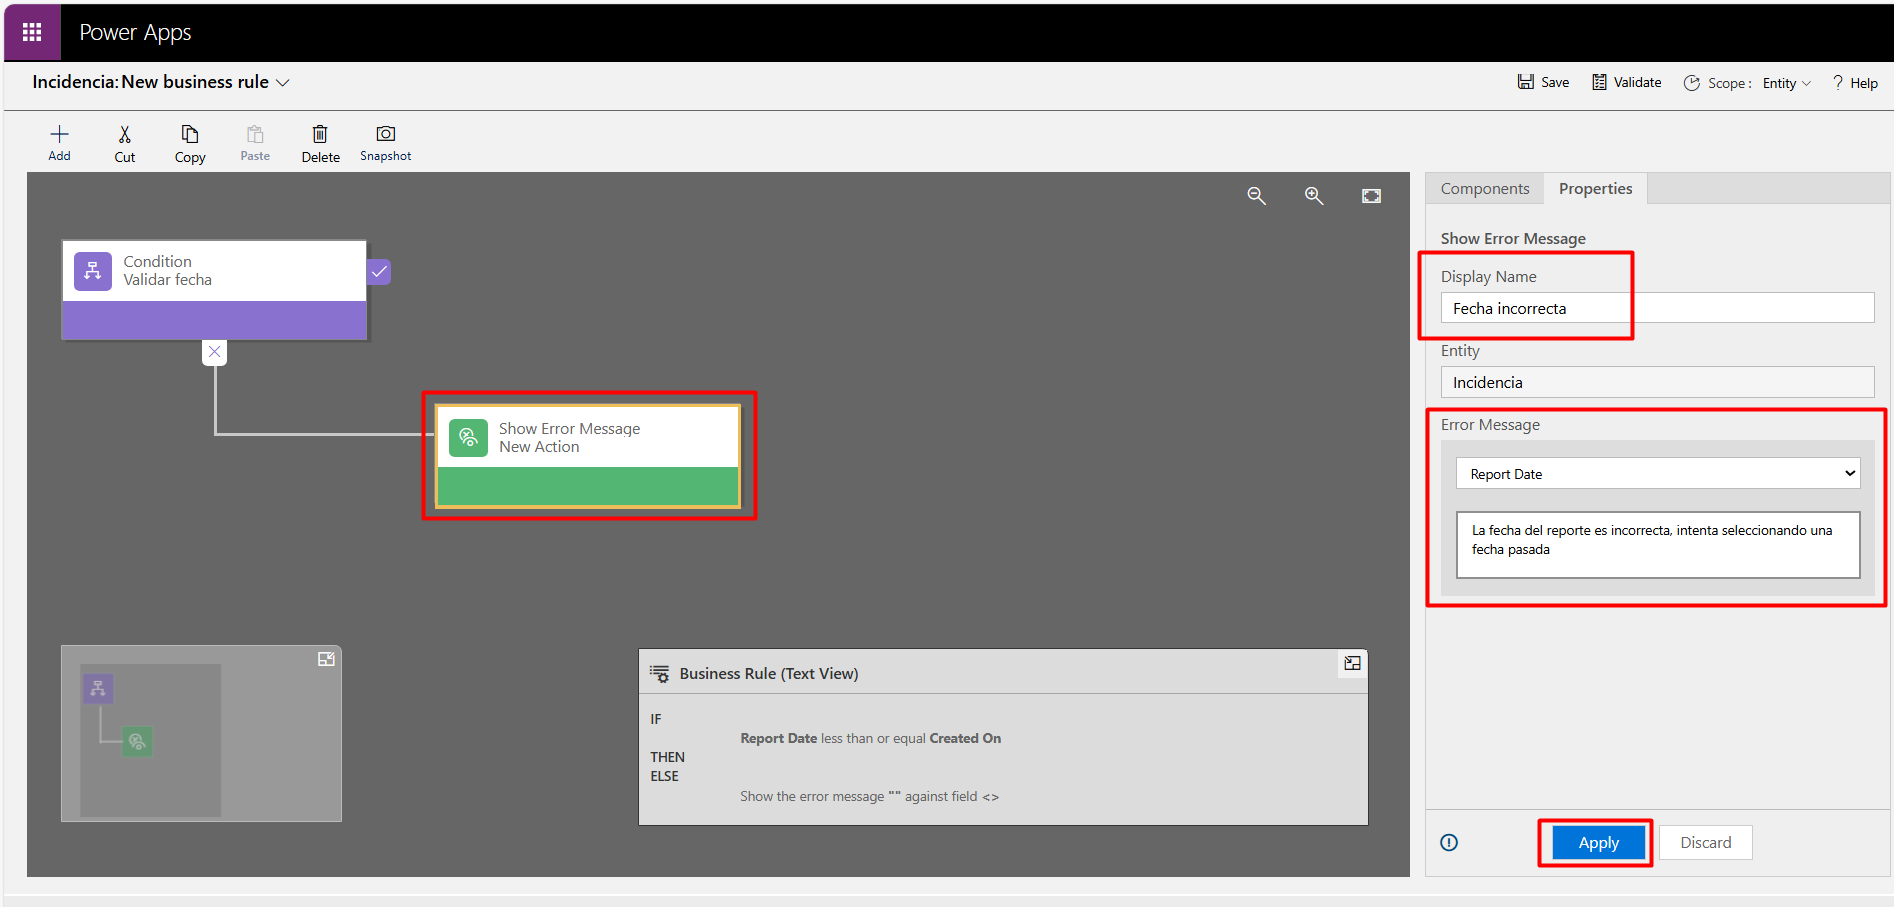 Power Apps
Incidencia: New business rule
Save
Validate
Scope :
Entity
? Help
Add
Cut
Copy
Paste
Delete
Snapshot
Condition
Validar fecha
Show Error Message
New Action
Business Rule (Text View)
IF
Report Date less than or equal Created On
THEN
ELSE
Show the error message "" against field <>
Components
Properties
Show Error Message
Display Name
Fecha incorrecta
Entity
Incidencia
Error Message
Report Date
La fecha del reporte es incorrecta, intenta seleccionando una
fecha pasada
Apply
Discard